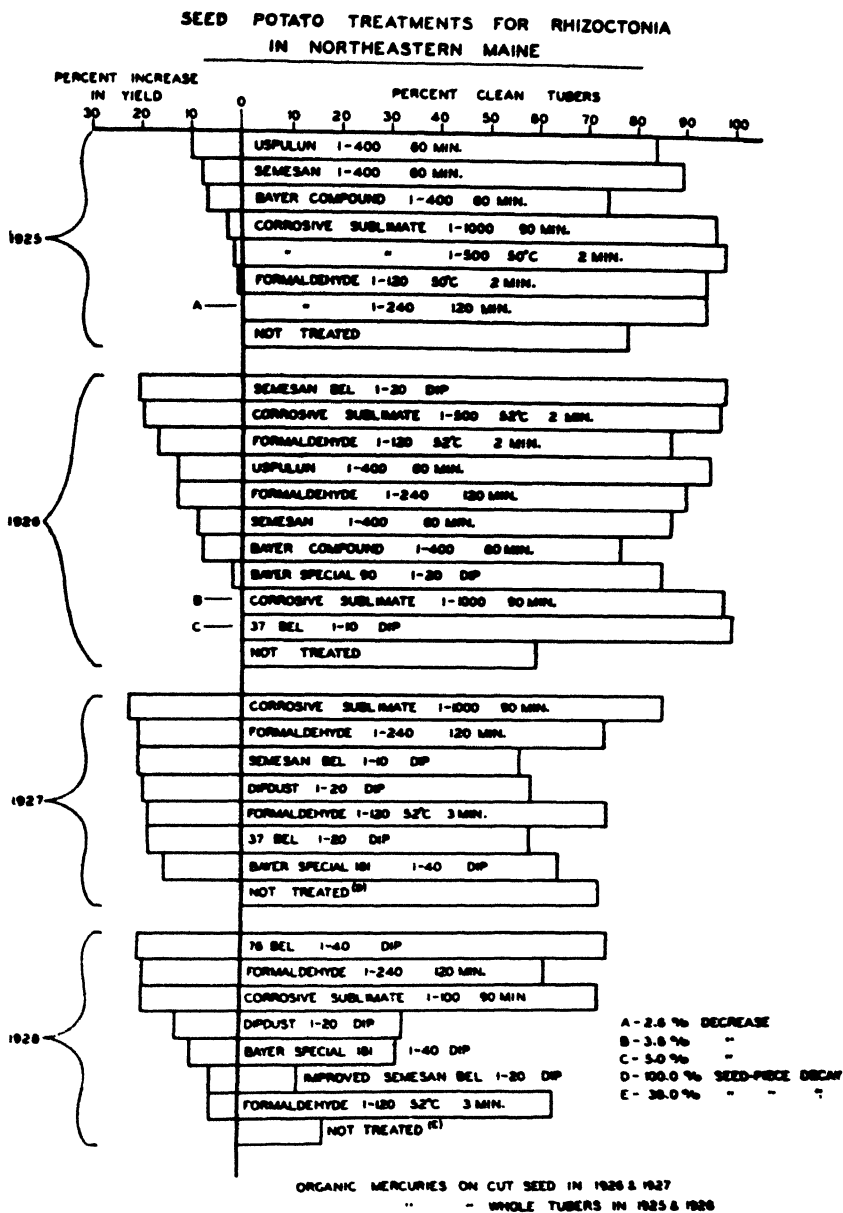 SEED POTATO TREATMENTS FOR RHIZOCTONIA
IN NORTHEASTERN MAINE
PERCENT INCREASE
IN YIELD
PERCENT CLEAN TUBERS
30 20 10 0 10 20 30 40 50 60 70 80 90 100
1925
USPULUN 1-400 60 MIN.
SEMESAN 1-400 60 MIN.
BAYER COMPOUND 1-400 60 MIN.
CORROSIVE SUBLIMATE 1-1000 90 MIN.
" " 1-500 50°C 2 MIN.
FORMALDEHYDE 1-120 50°C 2 MIN.
A — " 1-240 120 MIN.
NOT TREATED
1926
SEMESAN BEL 1-20 DIP
CORROSIVE SUBLIMATE 1-500 52°C 2 MIN.
FORMALDEHYDE 1-120 52°C 2 MIN.
USPULUN 1-400 60 MIN.
FORMALDEHYDE 1-240 120 MIN.
SEMESAN 1-400 60 MIN.
BAYER COMPOUND 1-400 60 MIN.
BAYER SPECIAL 90 1-20 DIP
B — CORROSIVE SUBLIMATE 1-1000 90 MIN.
C — 37 BEL 1-10 DIP
NOT TREATED
1927
CORROSIVE SUBLIMATE 1-1000 90 MIN.
FORMALDEHYDE 1-240 120 MIN.
SEMESAN BEL 1-10 DIP
DIPDUST 1-20 DIP
FORMALDEHYDE 1-120 52°C 3 MIN.
37 BEL 1-20 DIP
BAYER SPECIAL 181 1-40 DIP
NOT TREATED (D)
1928
76 BEL 1-40 DIP
FORMALDEHYDE 1-240 120 MIN.
CORROSIVE SUBLIMATE 1-100 90 MIN
DIPDUST 1-20 DIP
BAYER SPECIAL 181 1-40 DIP
IMPROVED SEMESAN BEL 1-20 DIP
FORMALDEHYDE 1-120 52°C 3 MIN.
NOT TREATED (E)
A - 2.6 % DECREASE
B - 3.8 % "
C - 5.0 % "
D - 100.0 % SEED-PIECE DECAY
E - 38.0 % " " "
ORGANIC MERCURIES ON CUT SEED IN 1926 & 1927
" " WHOLE TUBERS IN 1925 & 1928